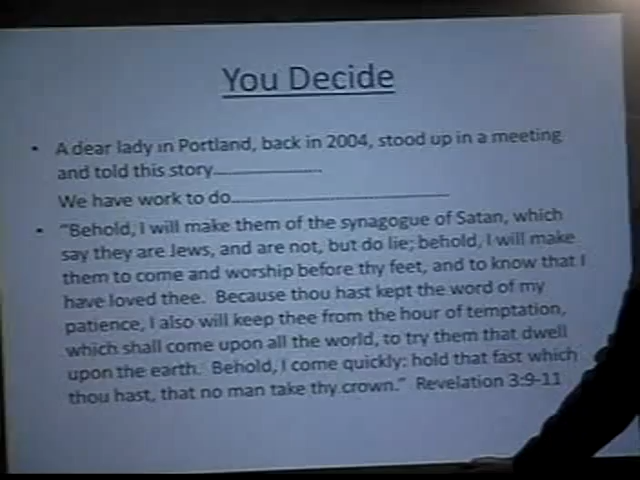 You Decide
• A dear lady in Portland, back in 2004, stood up in a meeting
and told this story...........................
We have work to do.......................................................
• "Behold, I will make them of the synagogue of Satan, which
say they are Jews, and are not, but do lie; behold, I will make
them to come and worship before thy feet, and to know that I
have loved thee. Because thou hast kept the word of my
patience, I also will keep thee from the hour of temptation,
which shall come upon all the world, to try them that dwell
upon the earth. Behold, I come quickly: hold that fast which
thou hast, that no man take thy crown." Revelation 3:9-11